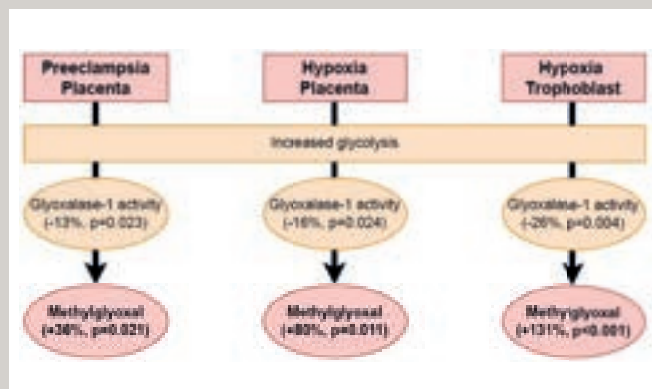 Preeclampsia
Placenta
Hypoxia
Placenta
Hypoxia
Trophoblast
Increased glycolysis
Glyoxalase-1 activity
(-13%, p=0.023)
Glyoxalase-1 activity
(-16%, p=0.024)
Glyoxalase-1 activity
(-26%, p=0.004)
Methylglyoxal
(+36%, p=0.021)
Methylglyoxal
(+80%, p=0.011)
Methylglyoxal
(+131%, p<0.001)